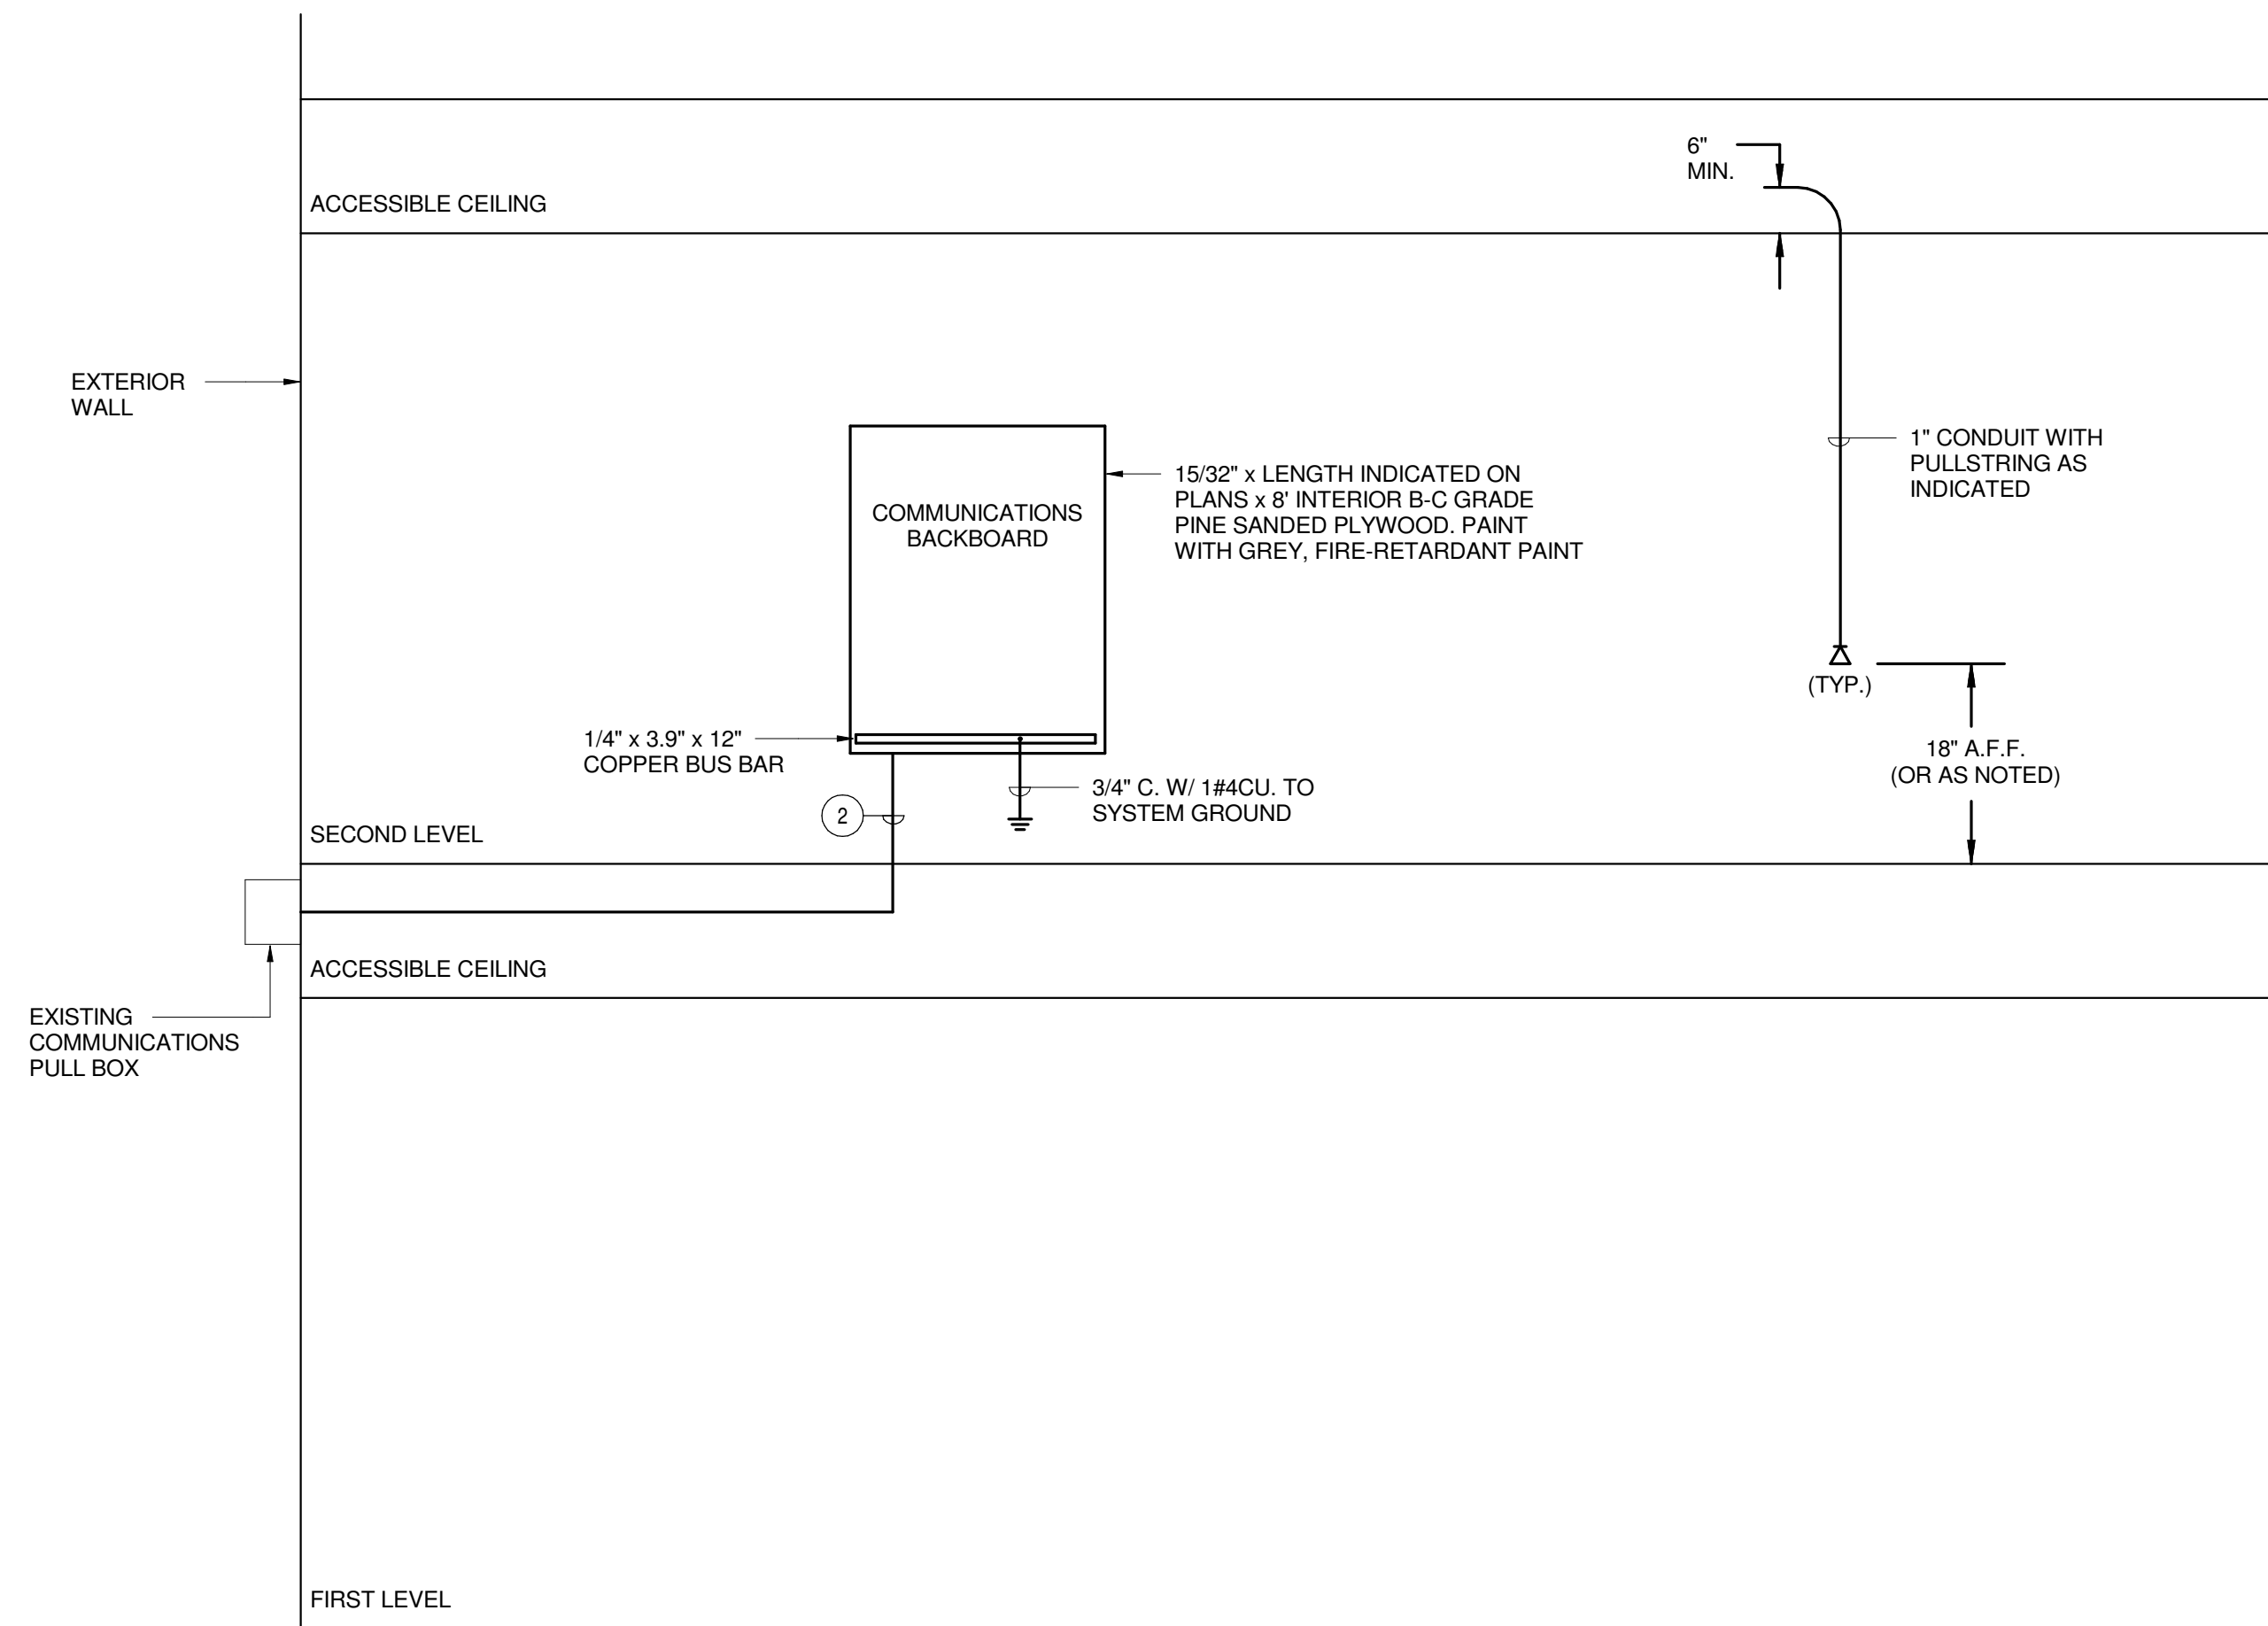 6"
MIN.
ACCESSIBLE CEILING
EXTERIOR
WALL
1" CONDUIT WITH
PULLSTRING AS
INDICATED
15/32" x LENGTH INDICATED ON
PLANS x 8' INTERIOR B-C GRADE
PINE SANDED PLYWOOD. PAINT
WITH GREY, FIRE-RETARDANT PAINT
COMMUNICATIONS
BACKBOARD
(TYP.)
1/4" x 3.9" x 12"
COPPER BUS BAR
18" A.F.F.
(OR AS NOTED)
3/4" C. W/ 1#4CU. TO
SYSTEM GROUND
2
SECOND LEVEL
ACCESSIBLE CEILING
EXISTING
COMMUNICATIONS
PULL BOX
FIRST LEVEL